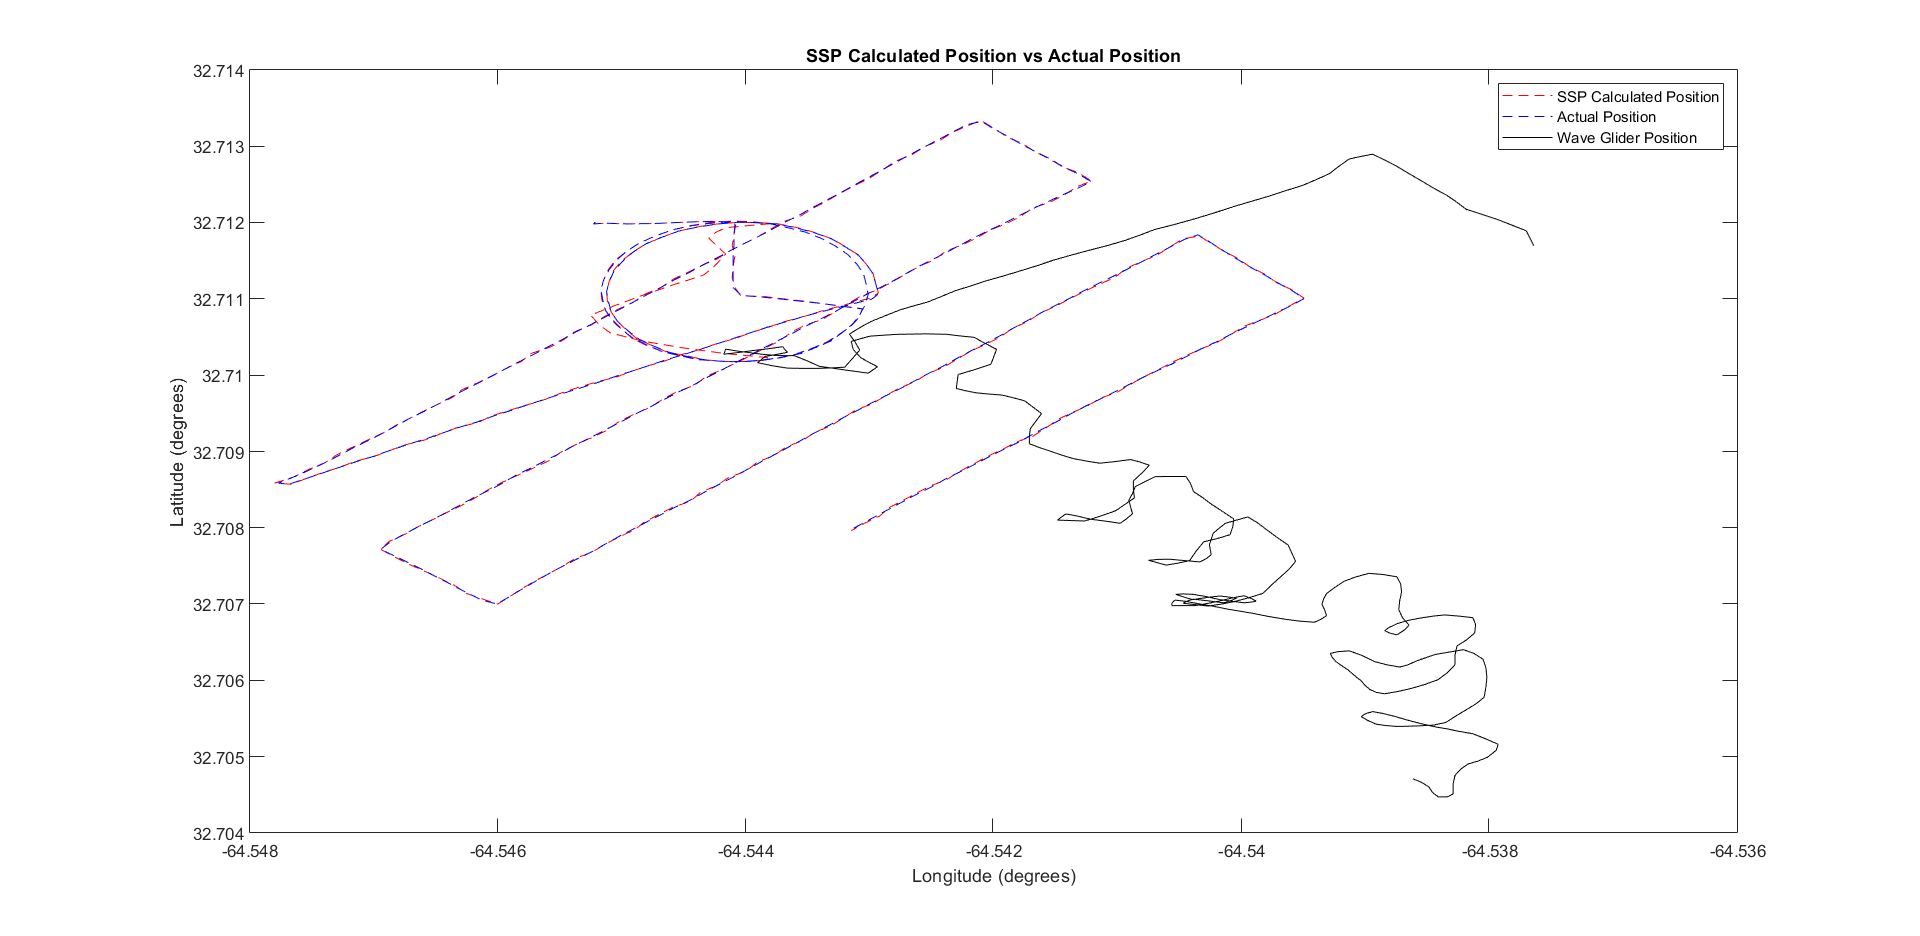 SSP Calculated Position vs Actual Position
32.714
32.713
32.712
32.711
32.71
32.709
32.708
32.707
32.706
32.705
32.704
Latitude (degrees)
SSP Calculated Position
Actual Position
Wave Glider Position
-64.548 -64.546 -64.544 -64.542 -64.54 -64.538 -64.536
Longitude (degrees)